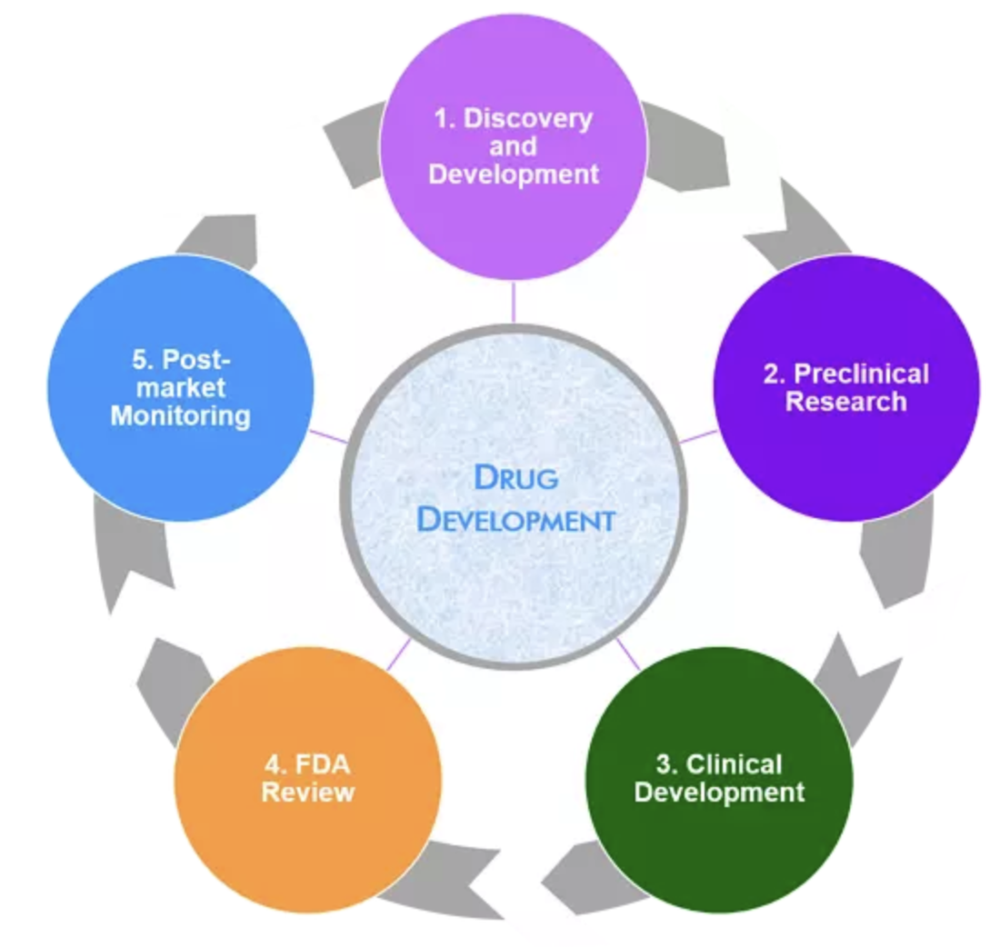 1. Discovery
and
Development
2. Preclinical
Research
3. Clinical
Development
4. FDA
Review
5. Post-
market
Monitoring
DRUG
DEVELOPMENT